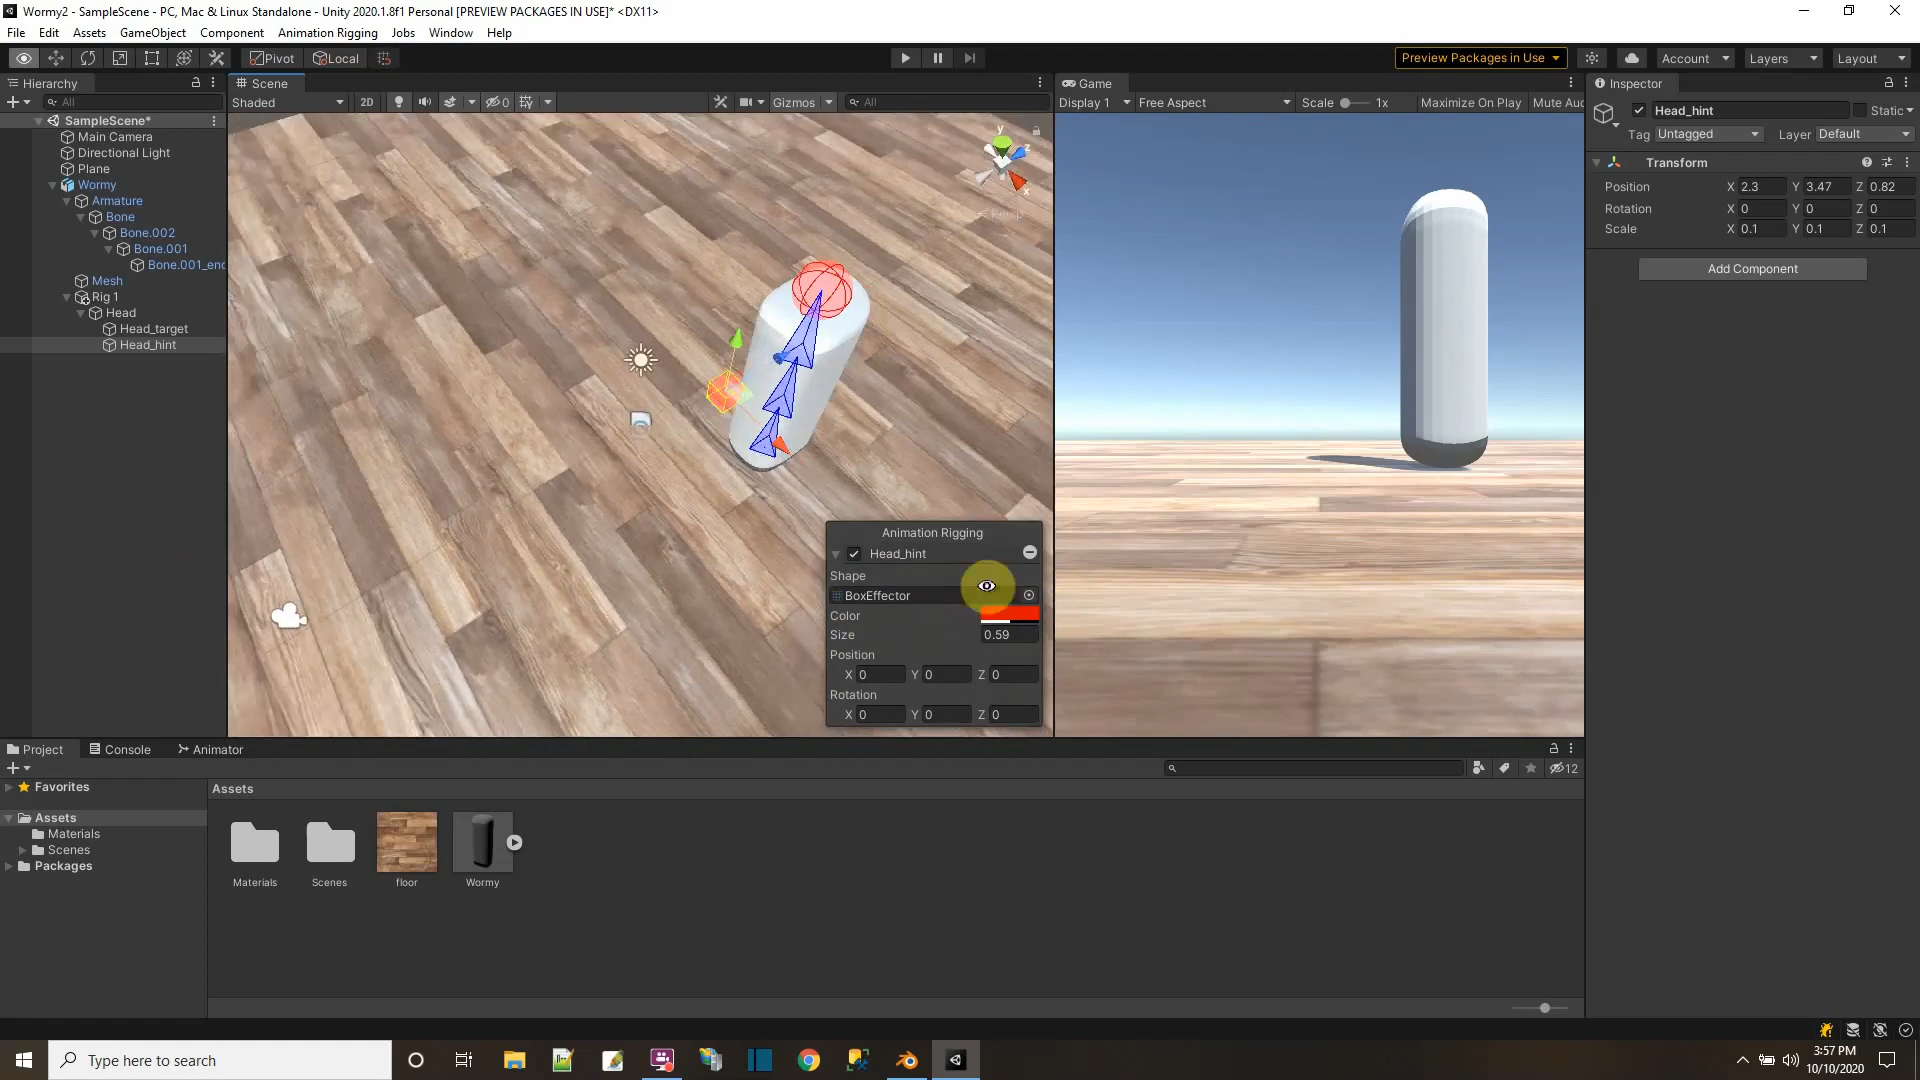 Wormy2 - SampleScene - PC, Mac & Linux Standalone - Unity 2020.1.8f1 Personal [PREVIEW PACKAGES IN USE]* <DX11>
File Edit Assets GameObject Component Animation Rigging Jobs Window Help
Pivot Local Preview Packages in Use Account Layers Layout
Hierarchy Scene Game Inspector
All Shaded 2D 0 Gizmos All Display 1 Free Aspect Scale 1x Maximize On Play Mute Aud
SampleScene*
Main Camera
Directional Light
Plane
Wormy
Armature
Bone
Bone.002
Bone.001
Bone.001_end
Mesh
Rig 1
Head
Head_target
Head_hint
y
z
x
Persp
Animation Rigging
Head_hint
Shape
BoxEffector
Color
Size 0.59
Position
X 0 Y 0 Z 0
Rotation
X 0 Y 0 Z 0
Head_hint Static
Tag Untagged Layer Default
Transform
Position X 2.3 Y 3.47 Z 0.82
Rotation X 0 Y 0 Z 0
Scale X 0.1 Y 0.1 Z 0.1
Add Component
Project Console Animator
12
Favorites
Assets
Materials
Scenes
Packages
Assets
Materials Scenes floor Wormy
Type here to search
3:57 PM
10/10/2020